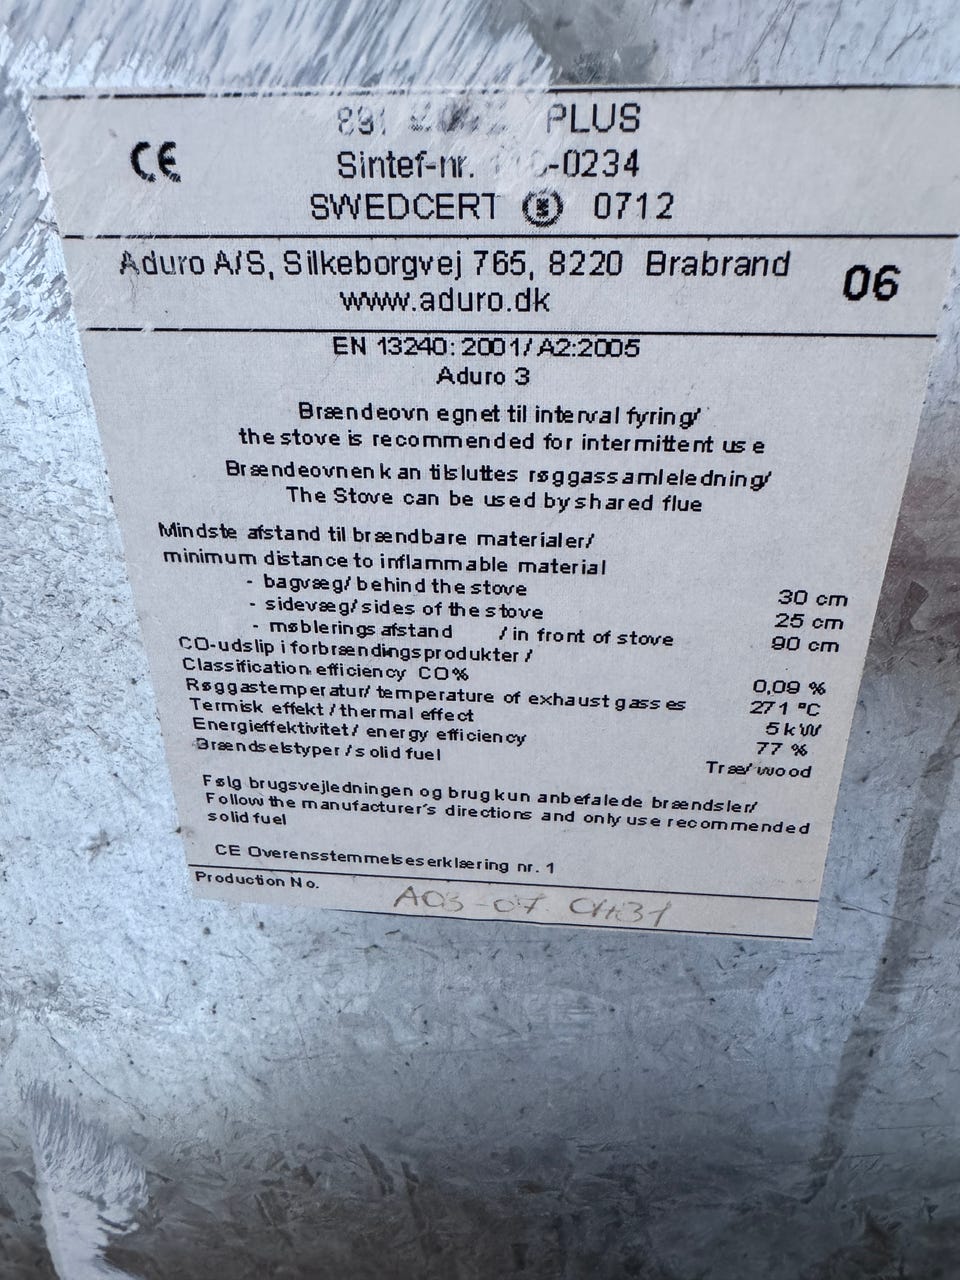 CE
PLUS
Sintef-nr. -0234
SWEDCERT S 0712
Aduro A/S, Silkeborgvej 765, 8220 Brabrand
www.aduro.dk
06
EN 13240:2001/A2:2005
Aduro 3
Brændeovn egnet til interval fyring/
the stove is recommended for intermittent use
Brændeovnen kan tilsluttes røggassamleledning/
The Stove can be used by shared flue
Mindste afstand til brændbare materialer/
minimum distance to inflammable material
- bagvæg/ behind the stove 30 cm
- sidevæg/ sides of the stove 25 cm
- møblerings afstand / in front of stove 90 cm
CO-udslip i forbrændingsprodukter /
Classification efficiency CO% 0,09 %
Røggastemperatur/ temperature of exhaust gasses 271 °C
Termisk effekt / thermal effect 5 kW
Energieffektivitet/ energy efficiency 77 %
Brændselstyper / solid fuel Træ/ wood
Følg brugsvejledningen og brug kun anbefalede brændsler/
Follow the manufacturer's directions and only use recommended
solid fuel
CE Overensstemmelseserklæring nr. 1
Production No. A03-07